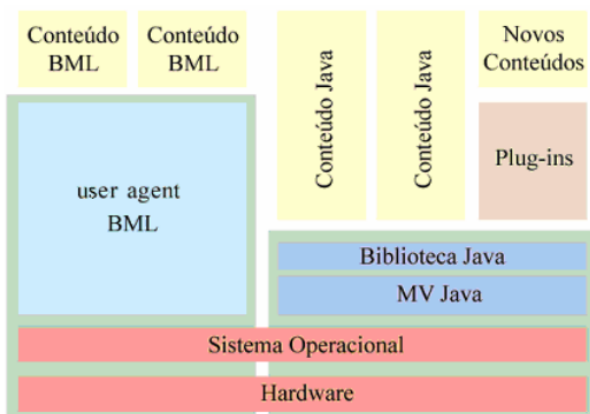 Conteúdo
BML
Conteúdo
BML
Conteúdo Java
Conteúdo Java
Novos
Conteúdos
Plug-ins
user agent
BML
Biblioteca Java
MV Java
Sistema Operacional
Hardware